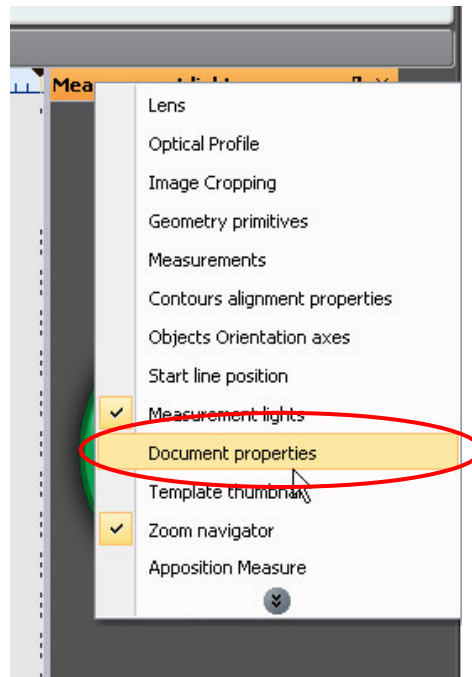 Mea
Lens
Optical Profile
Image Cropping
Geometry primitives
Measurements
Contours alignment properties
Objects Orientation axes
Start line position
Measurement lights
Document properties
Template thumbnail
Zoom navigator
Apposition Measure